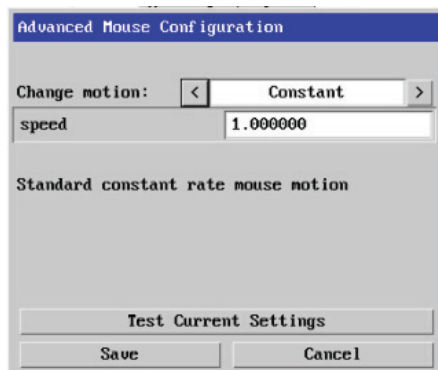 Advanced Mouse Configuration
Change motion: < Constant >
speed 1.000000
Standard constant rate mouse motion
Test Current Settings
Save Cancel